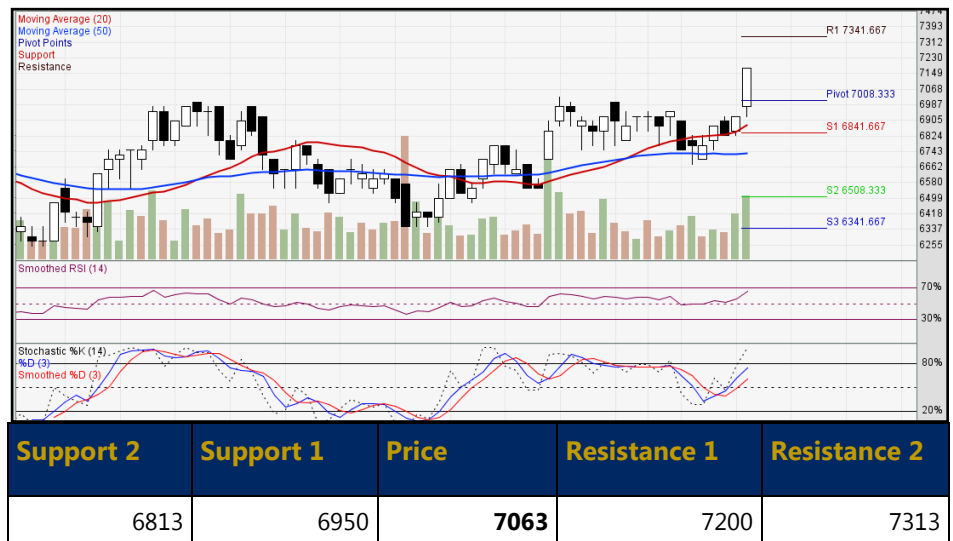 Moving Average (20)
Moving Average (50)
Pivot Points
Support
Resistance
7474
7393
7312
7230
7149
7068
6987
6905
6824
6743
6662
6580
6499
6418
6337
6255
R1 7341.667
Pivot 7008.333
S1 6841.667
S2 6508.333
S3 6341.667
Smoothed RSI (14)
70%
30%
Stochastic %K (14)
%D (3)
Smoothed %D (3)
80%
20%
Support 2 Support 1 Price Resistance 1 Resistance 2
6813 6950 7063 7200 7313